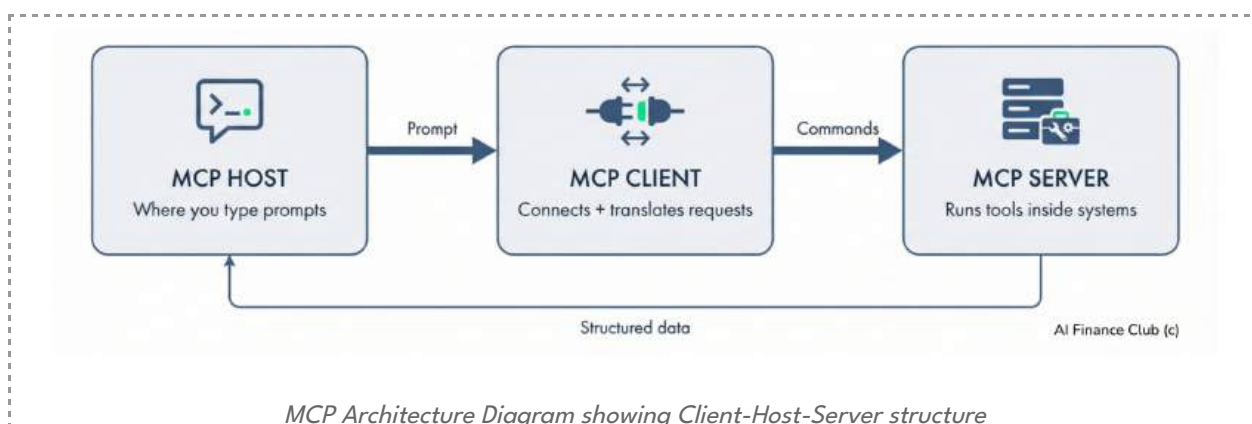 Prompt
Commands
MCP HOST
MCP CLIENT
MCP SERVER
Where you type prompts
Connects + translates requests
Runs tools inside systems
Structured data
AI Finance Club (c)
MCP Architecture Diagram showing Client-Host-Server structure